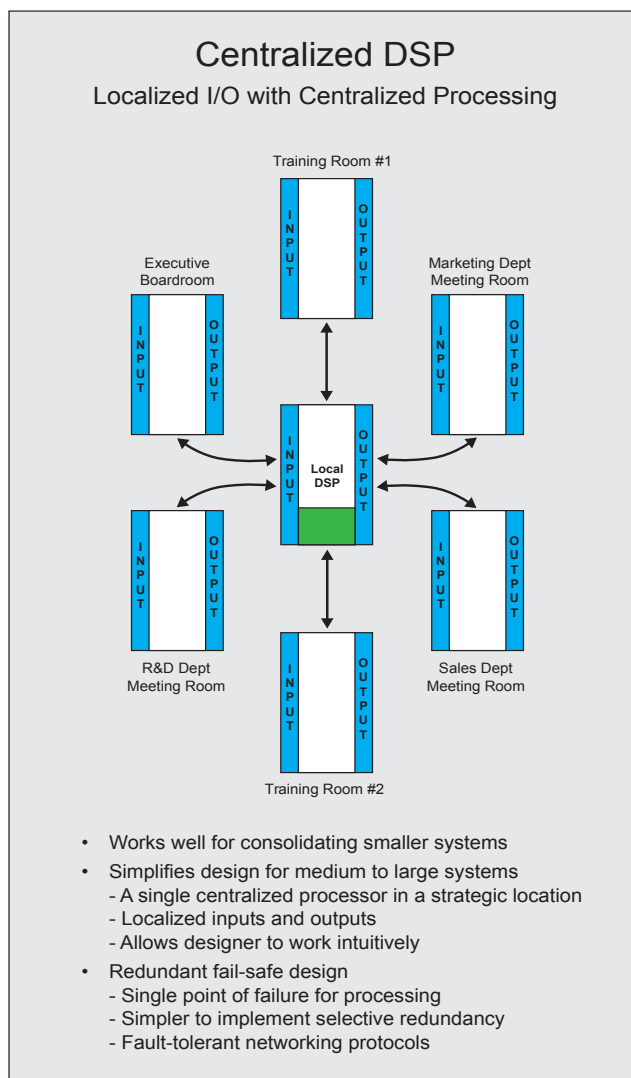 Centralized DSP
Localized I/O with Centralized Processing
Training Room #1
INPUT
OUTPUT
Executive
Boardroom
INPUT
OUTPUT
Marketing Dept
Meeting Room
INPUT
OUTPUT
INPUT
Local
DSP
OUTPUT
INPUT
OUTPUT
R&D Dept
Meeting Room
INPUT
OUTPUT
Sales Dept
Meeting Room
INPUT
OUTPUT
Training Room #2
• Works well for consolidating smaller systems
• Simplifies design for medium to large systems
- A single centralized processor in a strategic location
- Localized inputs and outputs
- Allows designer to work intuitively
• Redundant fail-safe design
- Single point of failure for processing
- Simpler to implement selective redundancy
- Fault-tolerant networking protocols